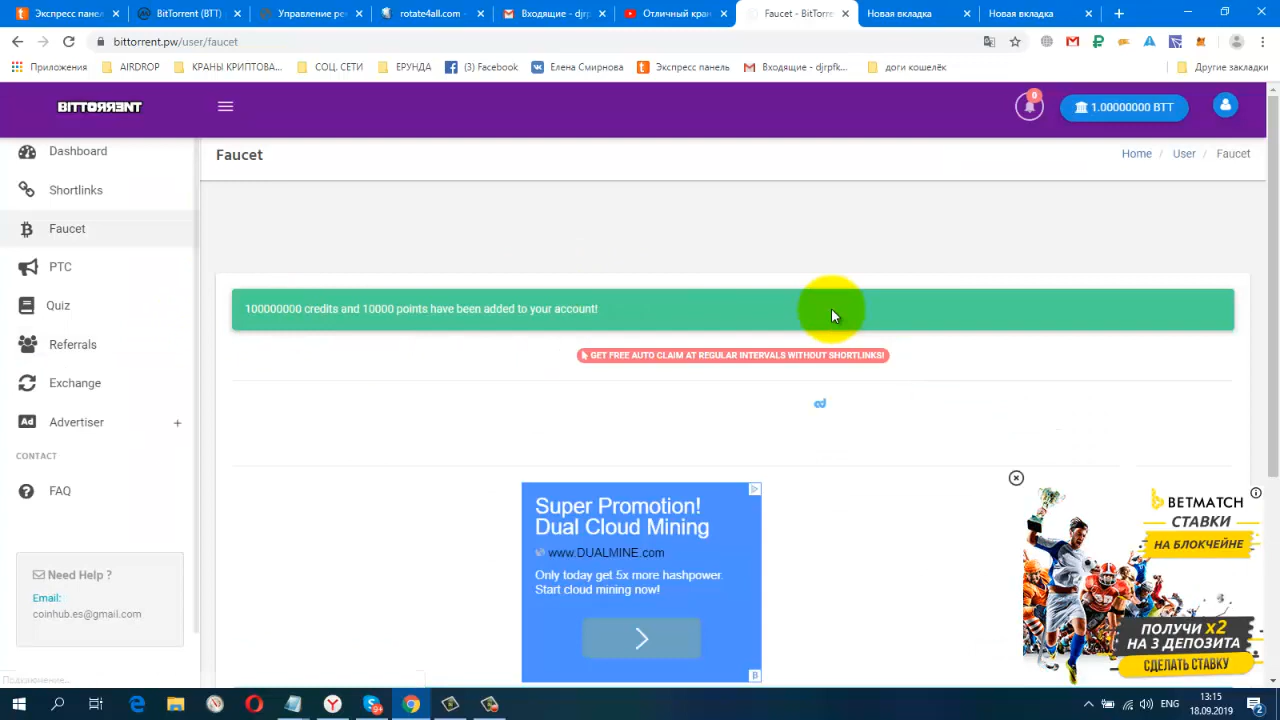 Экспресс панель
BitTorrent (BTT)
Управление ре
rotate4all.com -
Входящие - djrp
Отличный кран
Faucet - BitTorre
Новая вкладка
Новая вкладка
bittorrent.pw/user/faucet
Приложения
AIRDROP
КРАНЫ КРИПТОВА...
СОЦ. СЕТИ
ЕРУНДА
(3) Facebook
Елена Смирнова
Экспресс панель
Входящие - djrpfk...
доги кошелёк
Другие закладки
BITTORRENT
0
1.00000000 BTT
Dashboard
Faucet
Home / User / Faucet
Shortlinks
Faucet
PTC
Quiz
Referrals
Exchange
Ad Advertiser +
CONTACT
FAQ
Need Help ?
Email:
coinhub.es@gmail.com
100000000 credits and 10000 points have been added to your account!
GET FREE AUTO CLAIM AT REGULAR INTERVALS WITHOUT SHORTLINKS!
Super Promotion!
Dual Cloud Mining
www.DUALMINE.com
Only today get 5x more hashpower.
Start cloud mining now!
BETMATCH
СТАВКИ
НА БЛОКЧЕЙНЕ
ПОЛУЧИ X2
НА 3 ДЕПОЗИТА
СДЕЛАТЬ СТАВКУ
Подключение...
ENG
13:15
18.09.2019
2